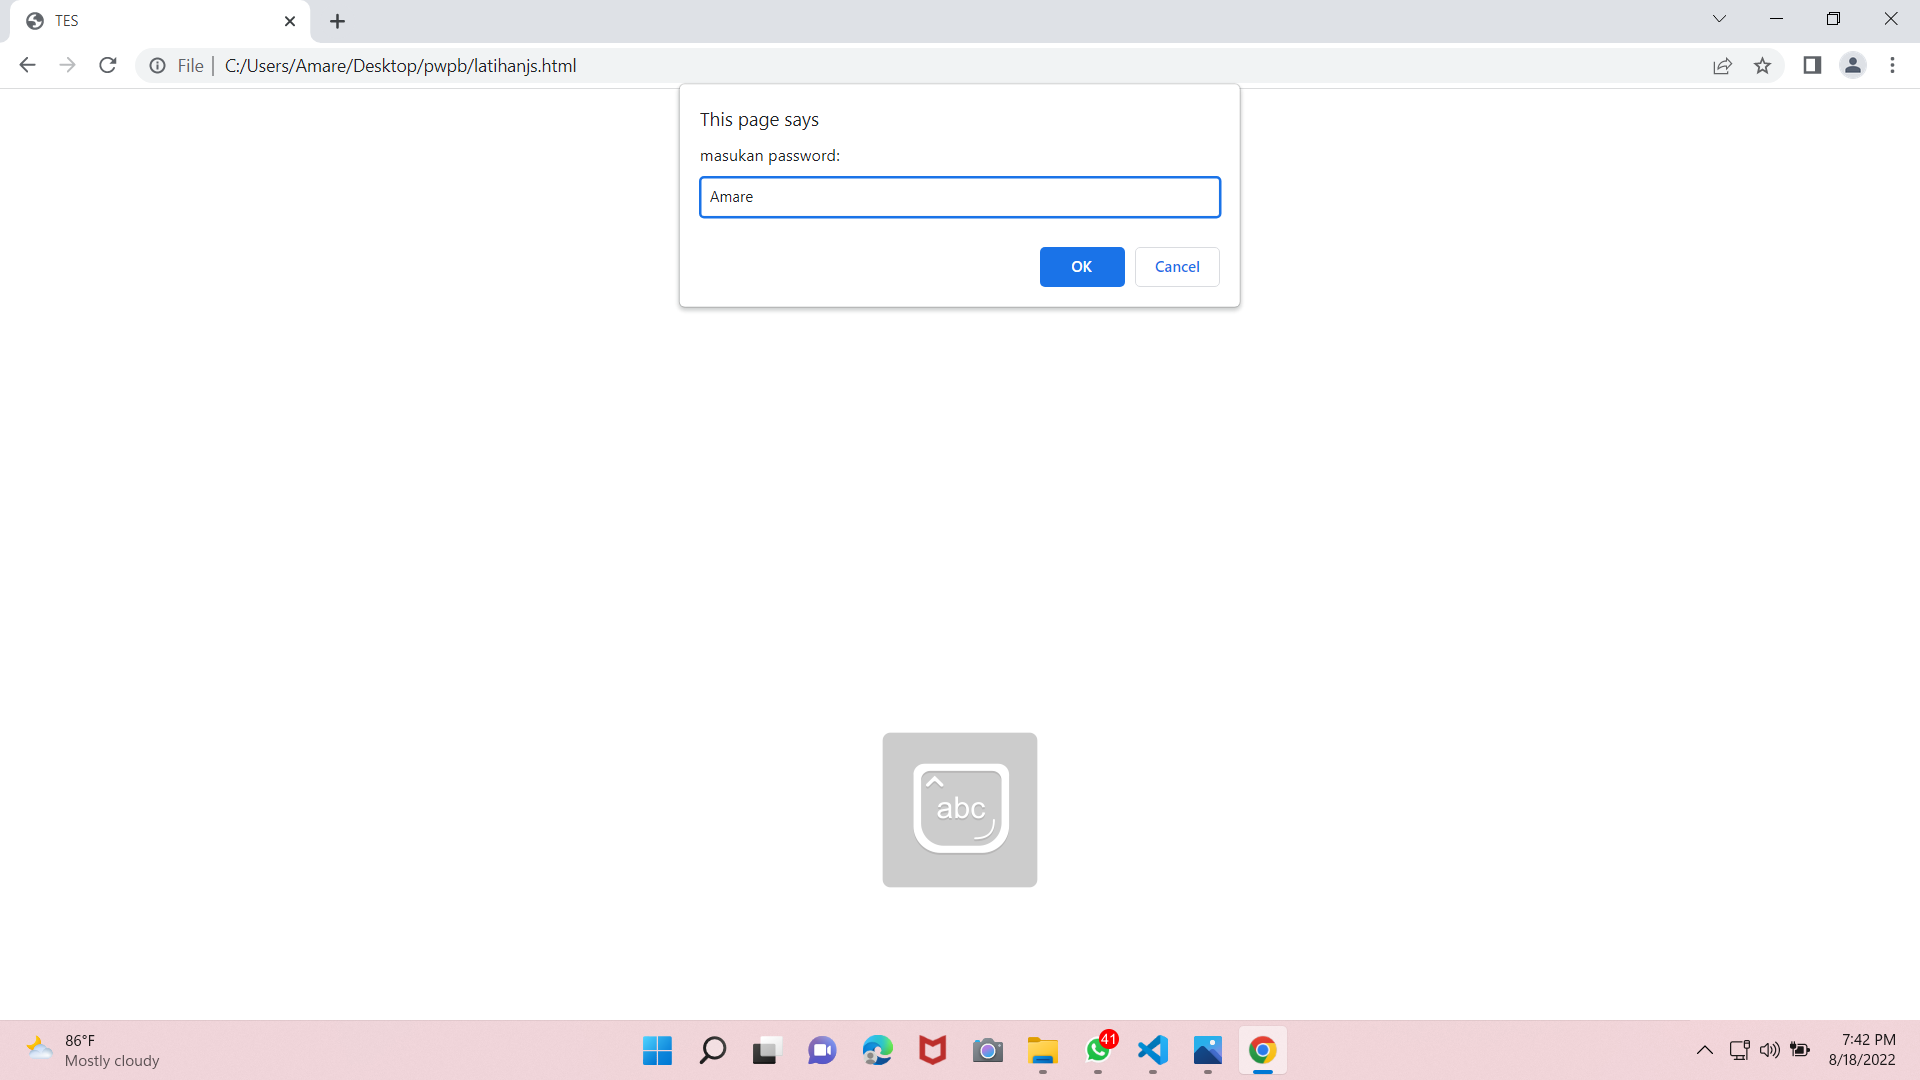 TES
File
C:/Users/Amare/Desktop/pwpb/latihanjs.html
This page says
masukan password:
Amare
OK
Cancel
abc
86°F
Mostly cloudy
41
7:42 PM
8/18/2022